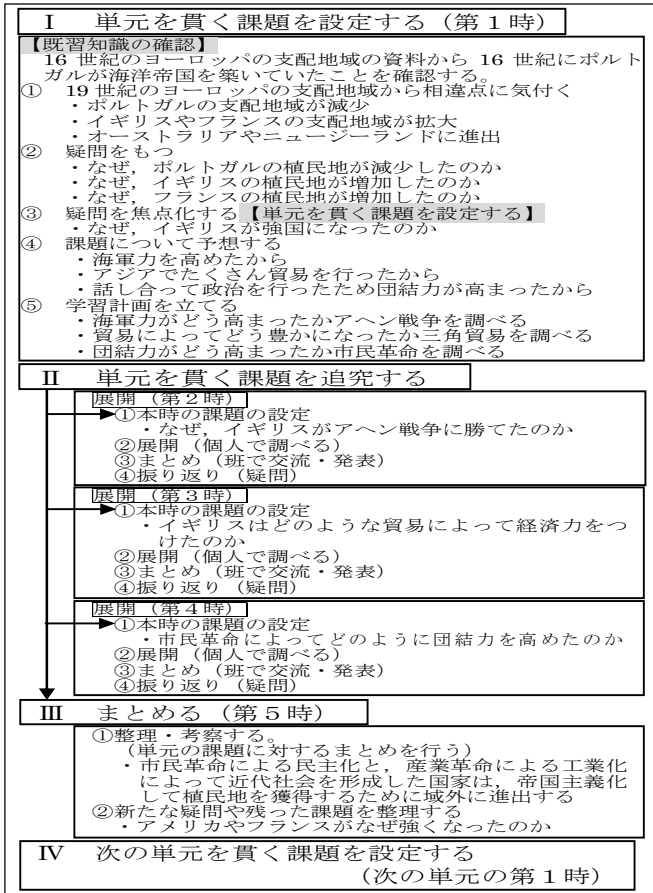 Ⅰ 単元を貫く課題を設定する（第１時）
【既習知識の確認】
16 世紀のヨーロッパの支配地域の資料から 16 世紀にポルト
ガルが海洋帝国を築いていたことを確認する。
① 19 世紀のヨーロッパの支配地域から相違点に気付く
・ポルトガルの支配地域が減少
・イギリスやフランスの支配地域が拡大
・オーストラリアやニュージーランドに進出
② 疑問をもつ
・なぜ，ポルトガルの植民地が減少したのか
・なぜ，イギリスの植民地が増加したのか
・なぜ，フランスの植民地が増加したのか
③ 疑問を焦点化する【単元を貫く課題を設定する】
・なぜ，イギリスが強国になったのか
④ 課題について予想する
・海軍力を高めたから
・アジアでたくさん貿易を行ったから
・話し合って政治を行ったため団結力が高まったから
⑤ 学習計画を立てる
・海軍力がどう高まったかアヘン戦争を調べる
・貿易によってどう豊かになったか三角貿易を調べる
・団結力がどう高まったか市民革命を調べる
Ⅱ 単元を貫く課題を追究する
展開（第２時）
①本時の課題の設定
・なぜ，イギリスがアヘン戦争に勝てたのか
②展開（個人で調べる）
③まとめ（班で交流・発表）
④振り返り（疑問）
展開（第３時）
①本時の課題の設定
・イギリスはどのような貿易によって経済力をつ
けたのか
②展開（個人で調べる）
③まとめ（班で交流・発表）
④振り返り（疑問）
展開（第４時）
①本時の課題の設定
・市民革命によってどのように団結力を高めたのか
②展開（個人で調べる）
③まとめ（班で交流・発表）
④振り返り（疑問）
Ⅲ まとめる（第５時）
①整理・考察する。
（単元の課題に対するまとめを行う）
・市民革命による民主化と，産業革命による工業化
によって近代社会を形成した国家は，帝国主義化
して植民地を獲得するために域外に進出する
②新たな疑問や残った課題を整理する
・アメリカやフランスがなぜ強くなったのか
Ⅳ 次の単元を貫く課題を設定する
（次の単元の第１時）